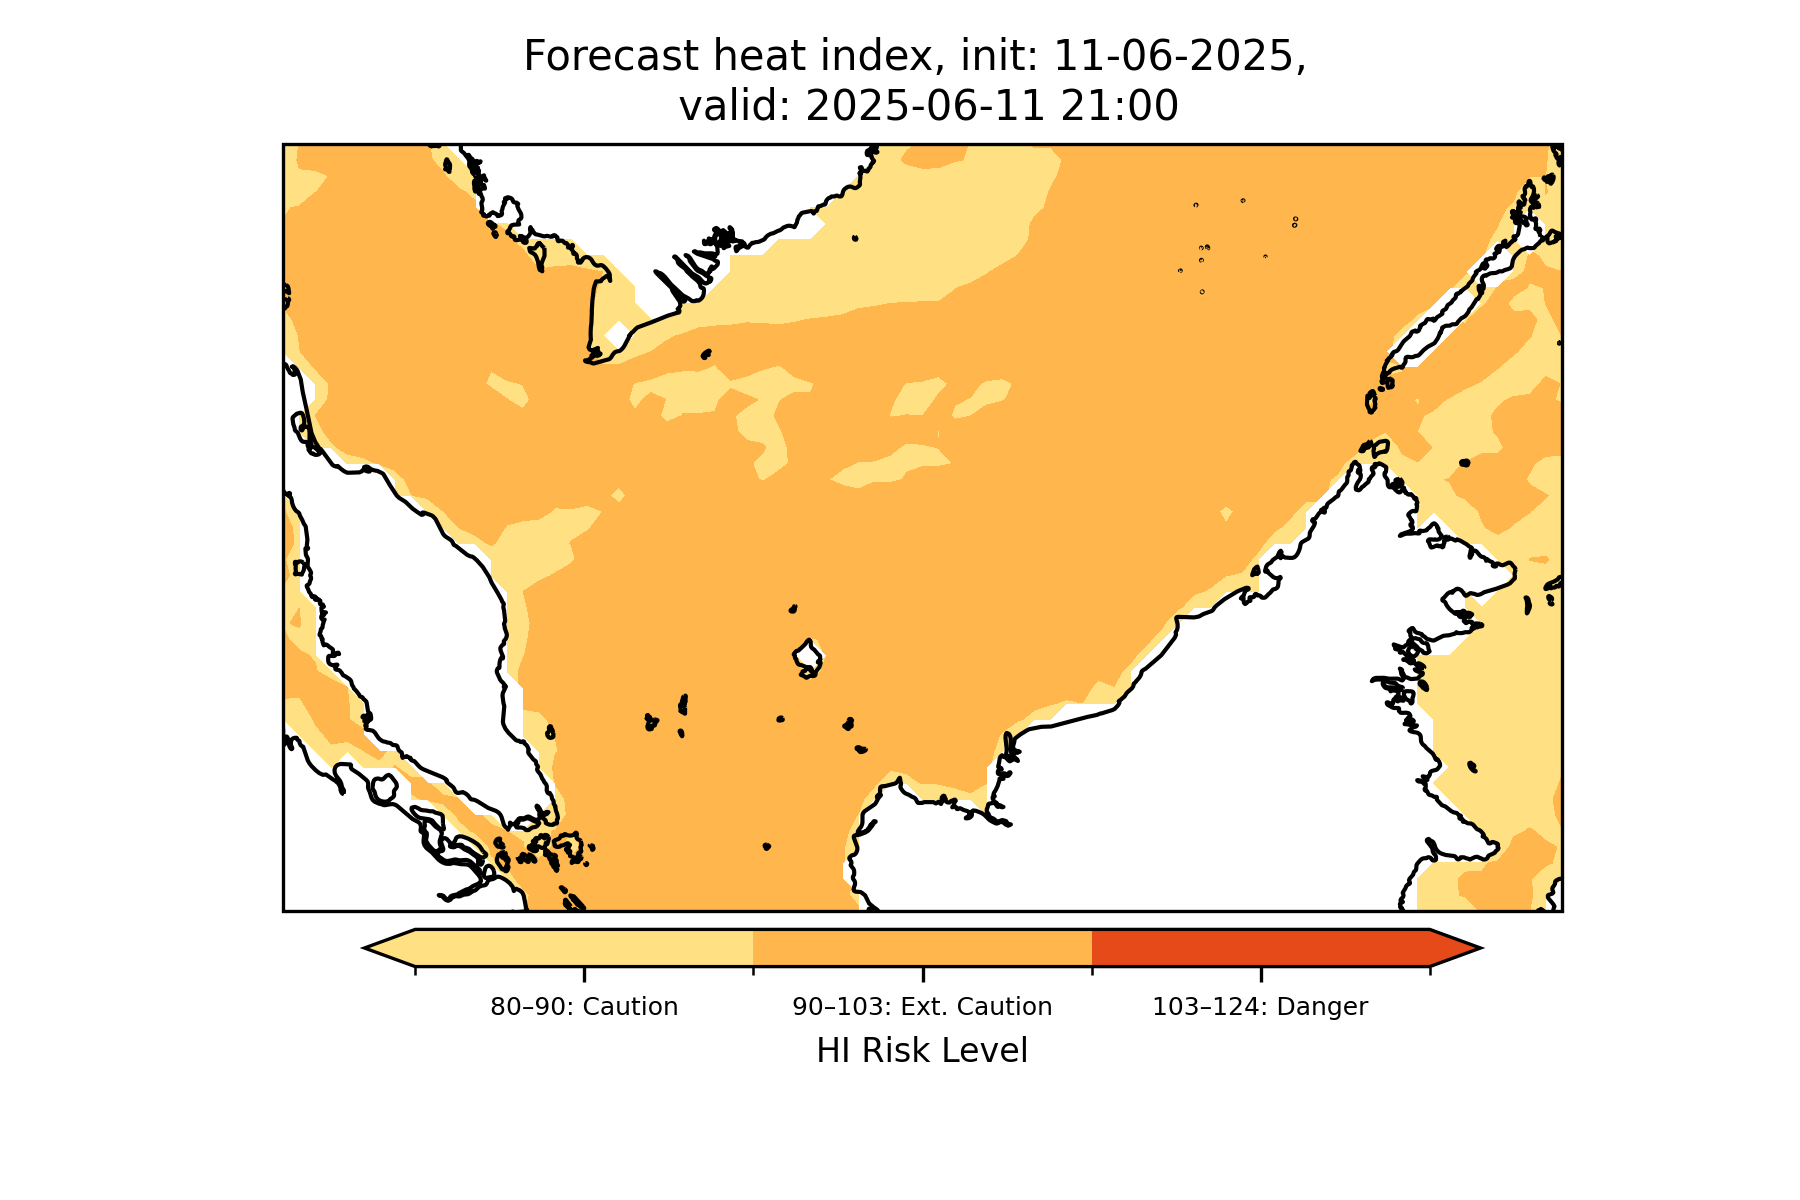 Forecast heat index, init: 11-06-2025,
valid: 2025-06-11 21:00
80–90: Caution
90–103: Ext. Caution
103–124: Danger
HI Risk Level